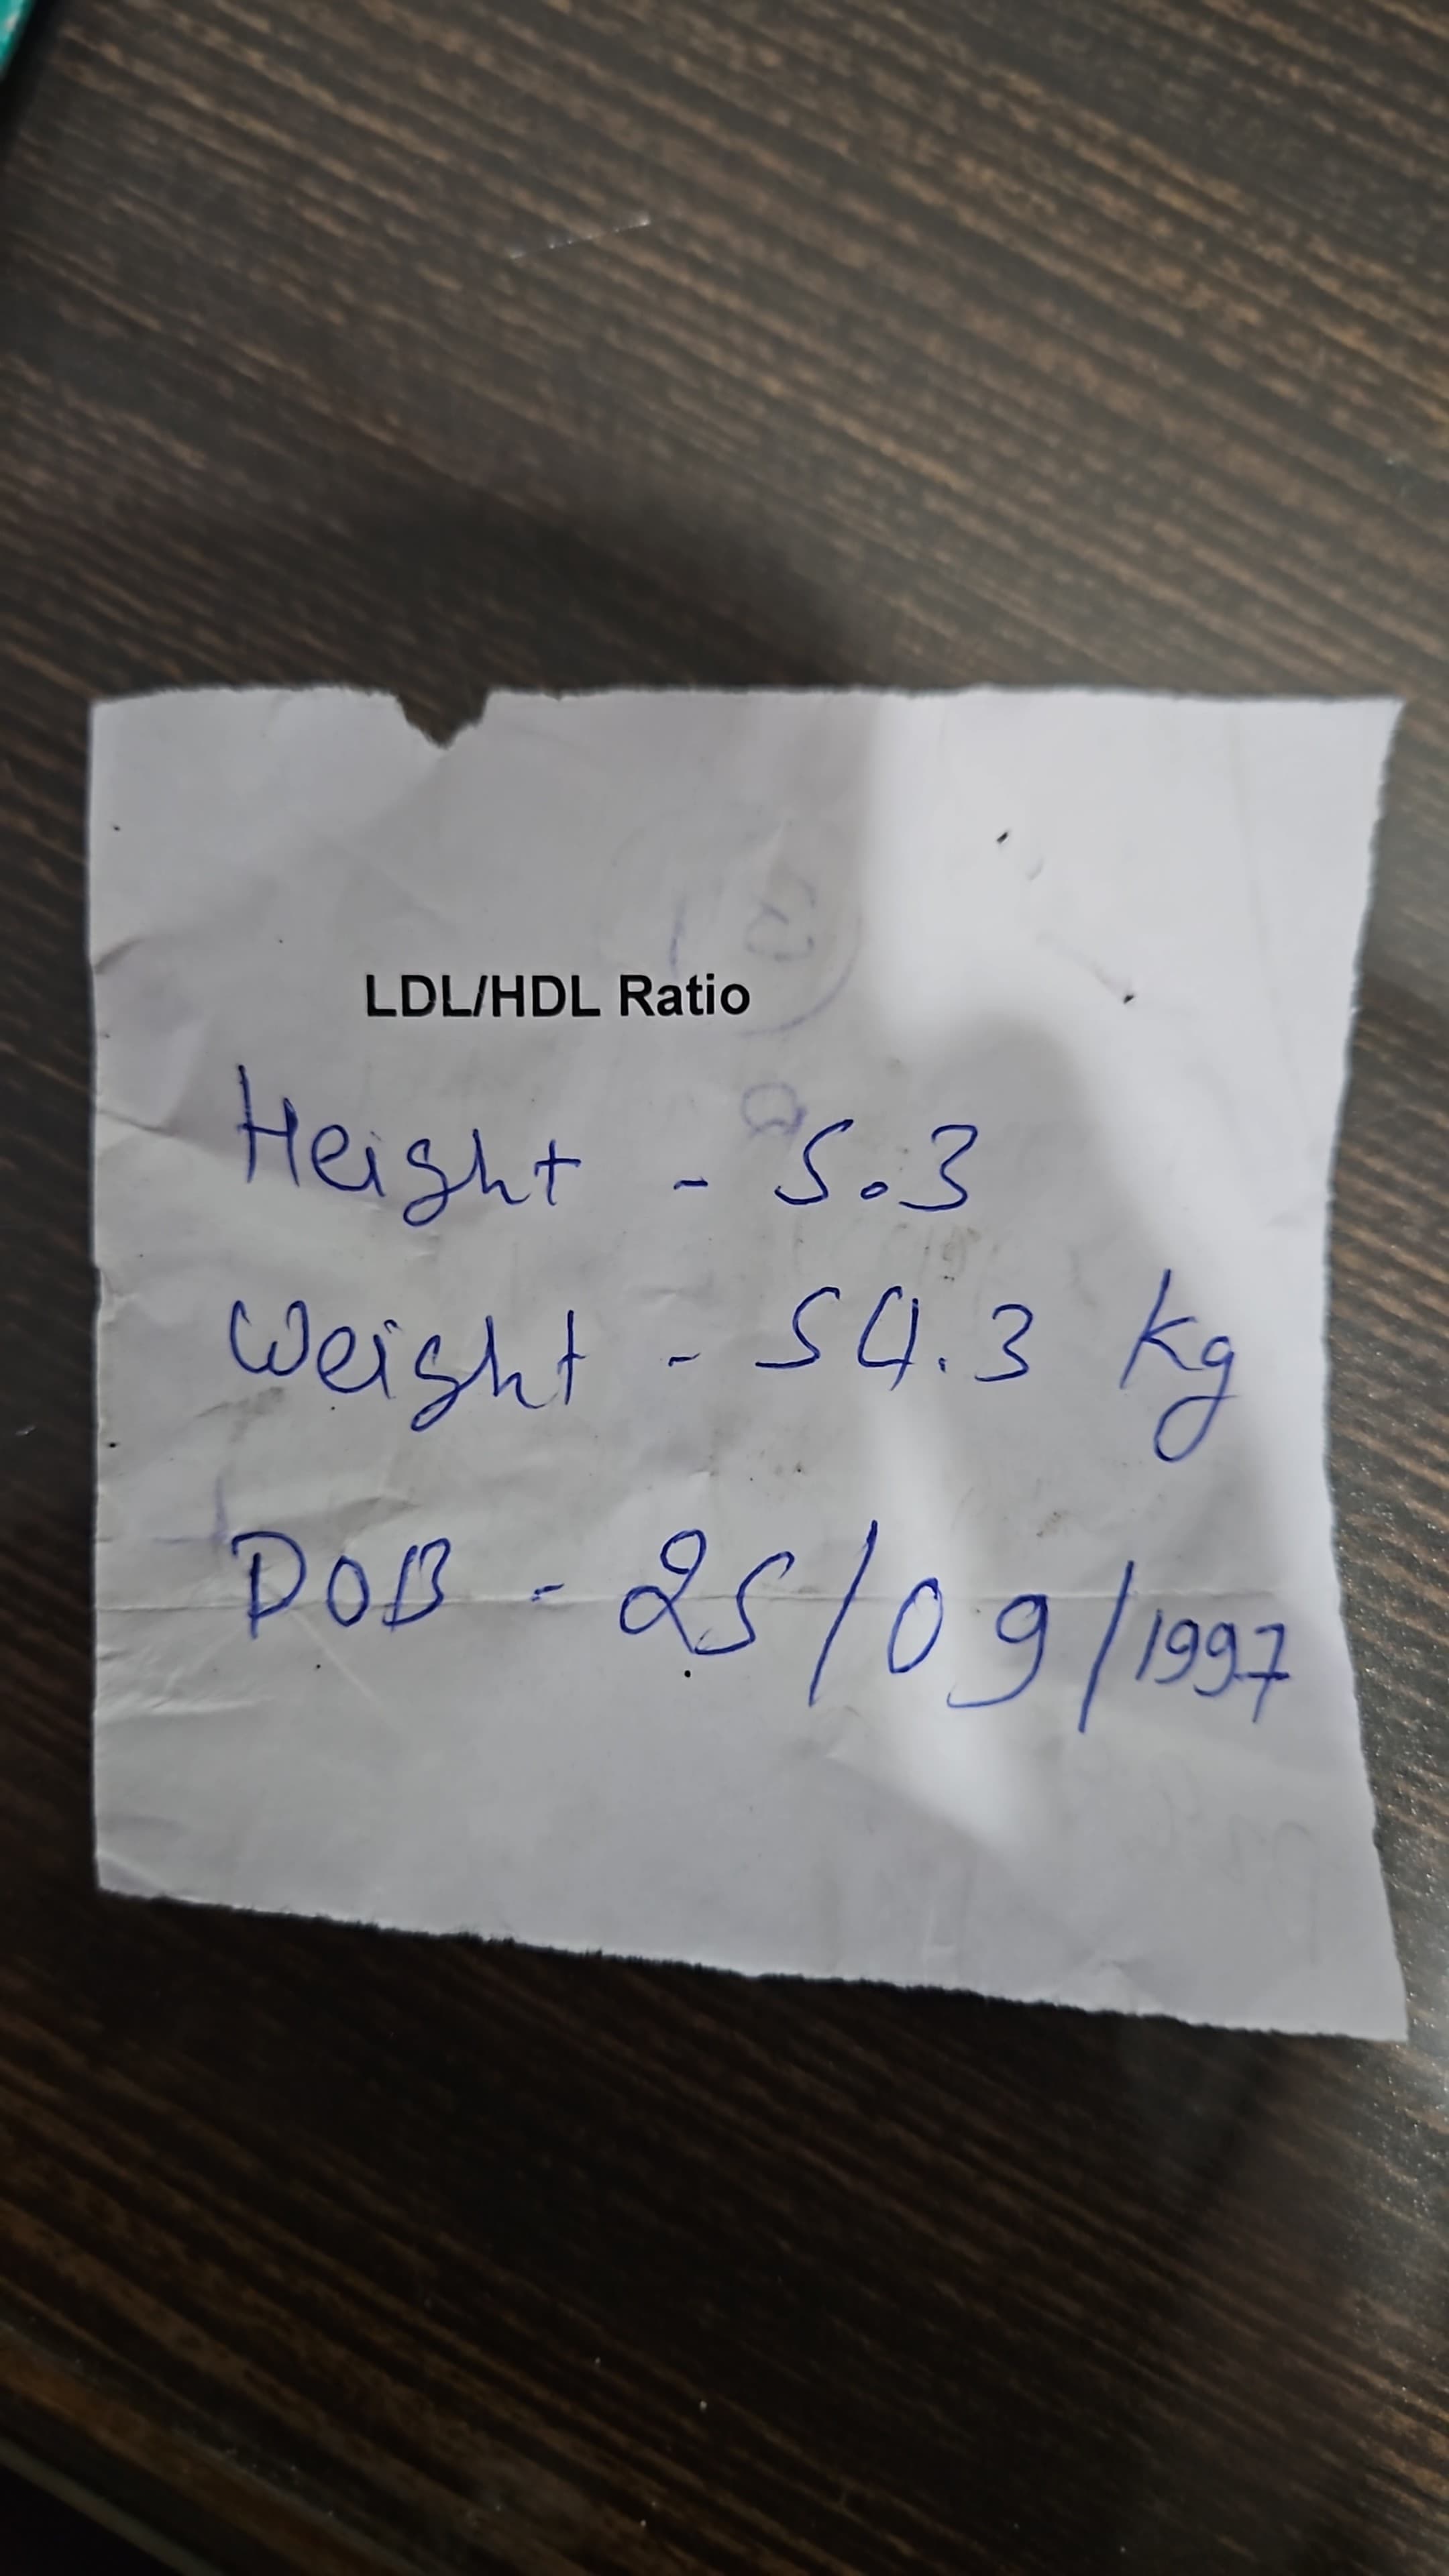 LDL/HDL Ratio
Height - 5.3
Weight - 54.3 kg
DOB - 25/09/1997